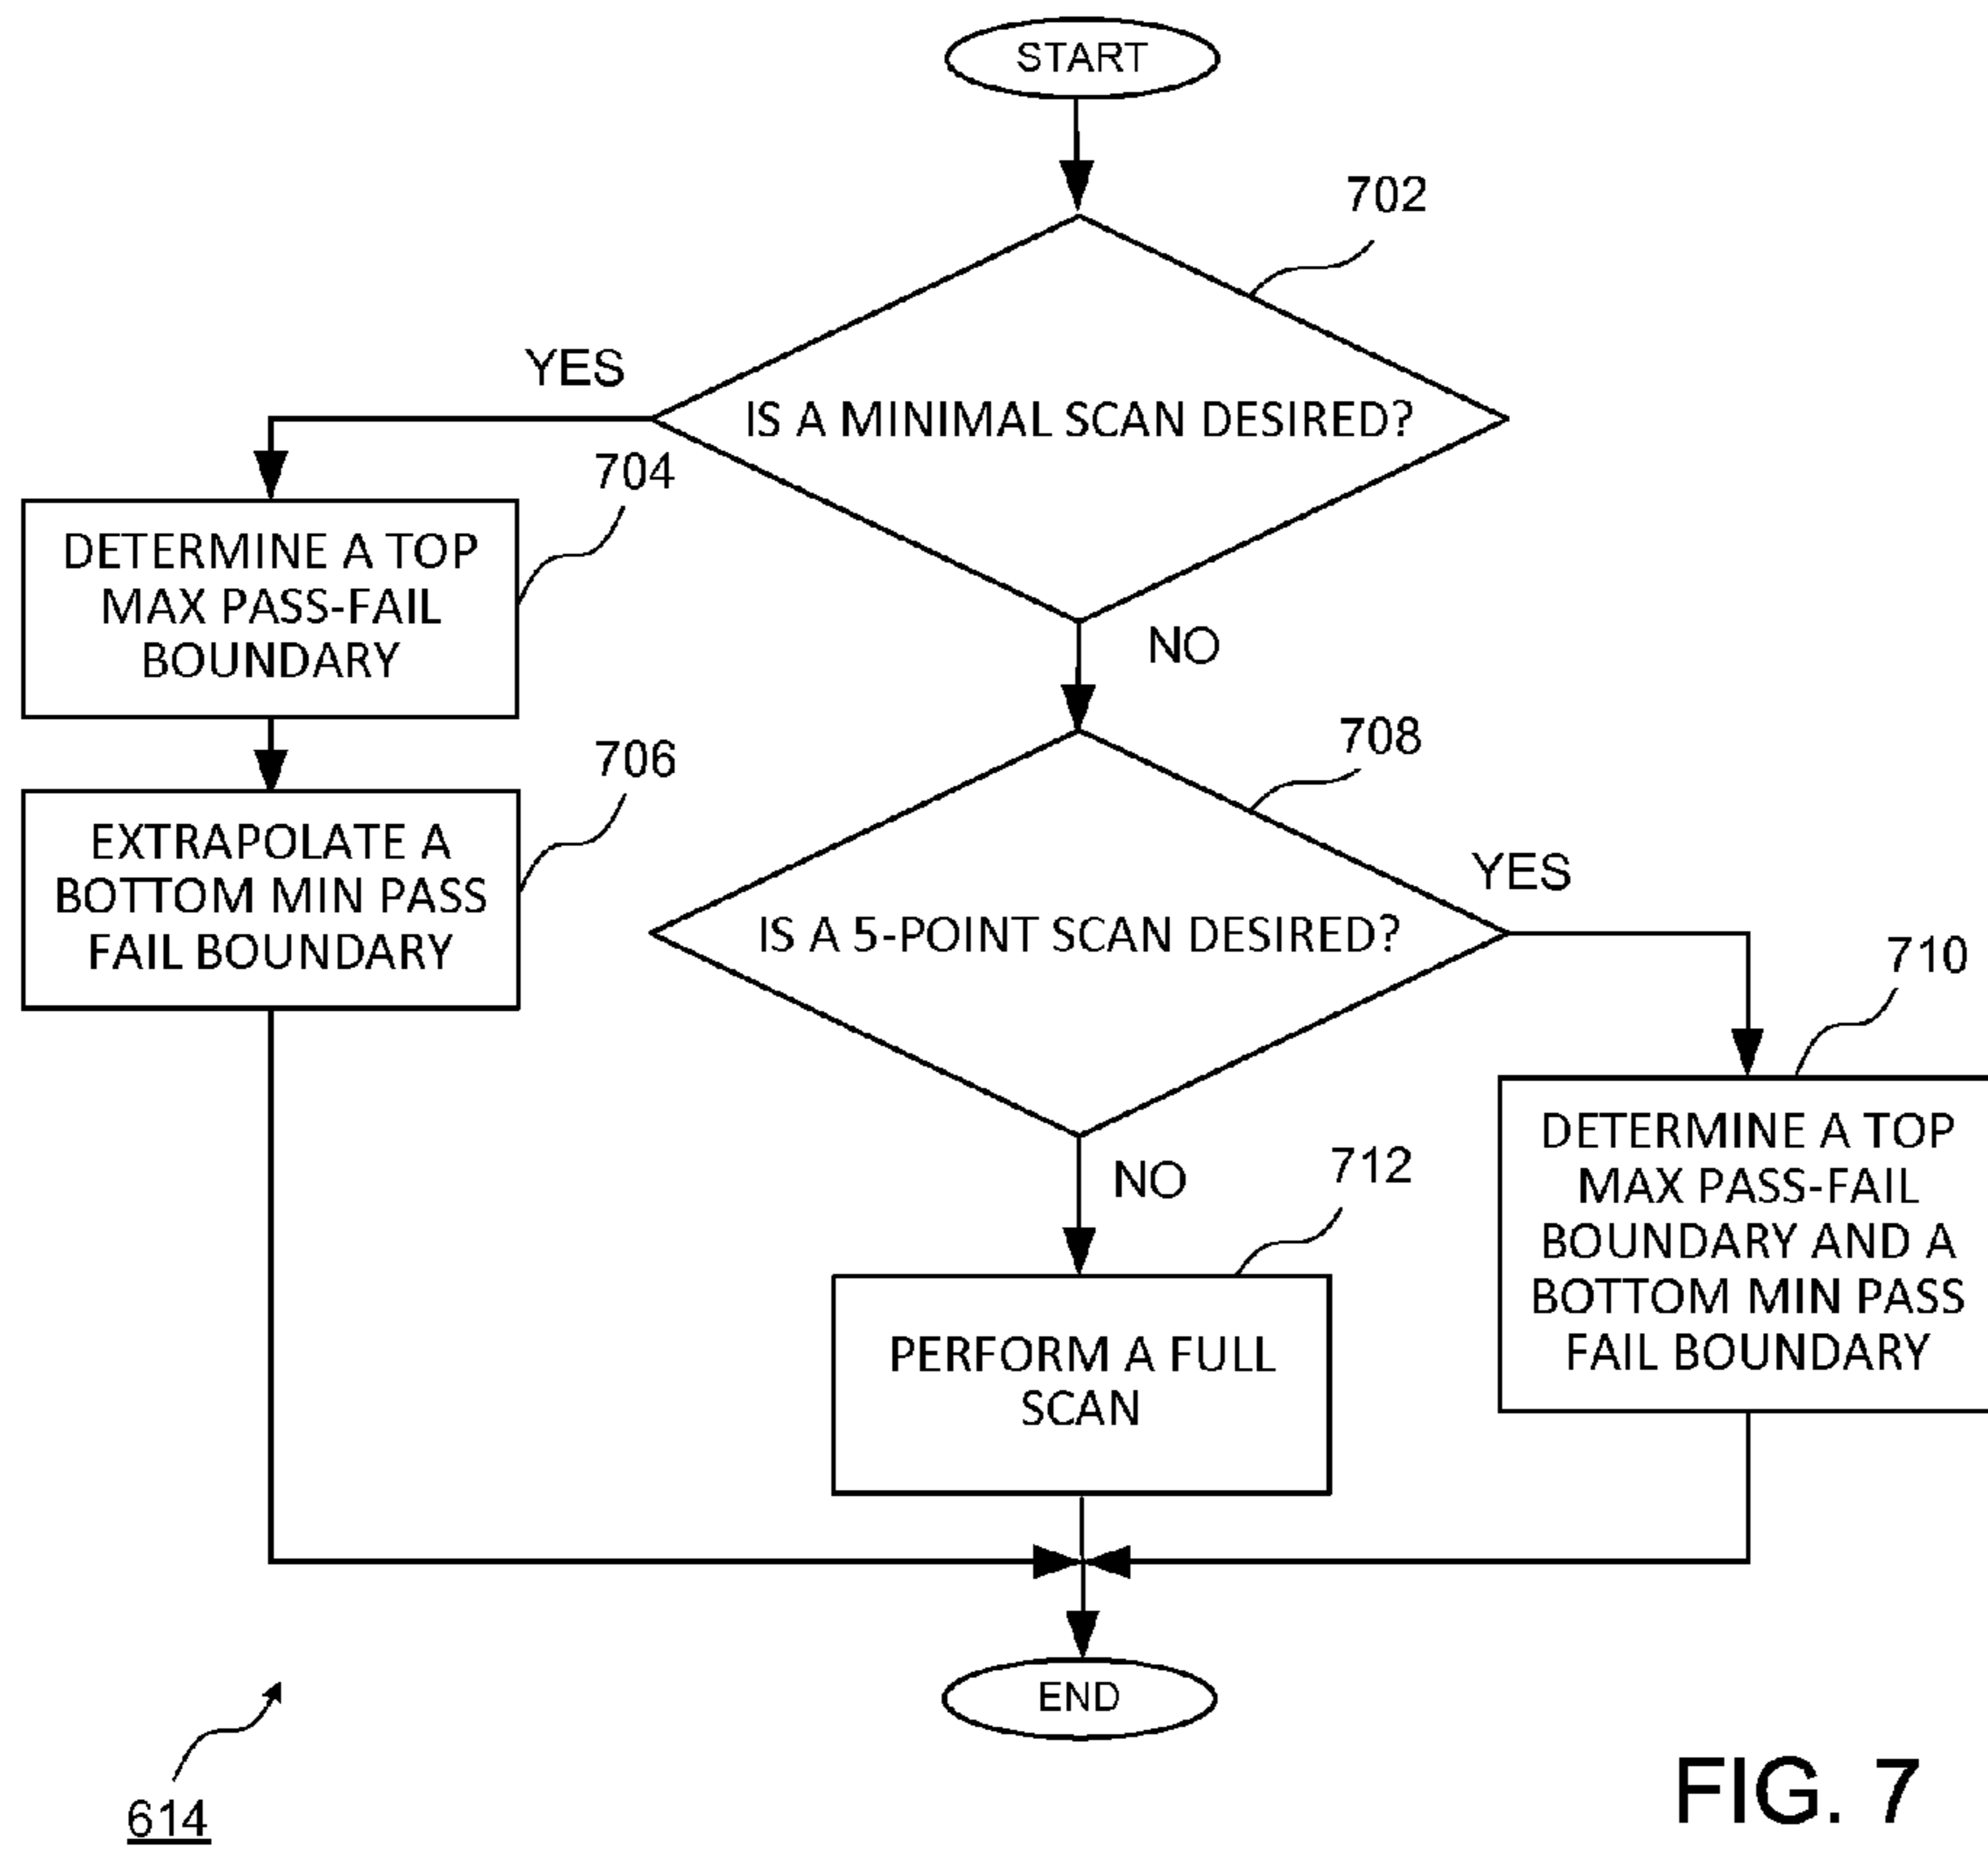 START
702
YES
IS A MINIMAL SCAN DESIRED?
704
DETERMINE A TOP
MAX PASS-FAIL
BOUNDARY
NO
706
EXTRAPOLATE A
BOTTOM MIN PASS
FAIL BOUNDARY
708
YES
IS A 5-POINT SCAN DESIRED?
710
DETERMINE A TOP
MAX PASS-FAIL
BOUNDARY AND A
BOTTOM MIN PASS
FAIL BOUNDARY
NO
712
PERFORM A FULL
SCAN
END
614
FIG. 7